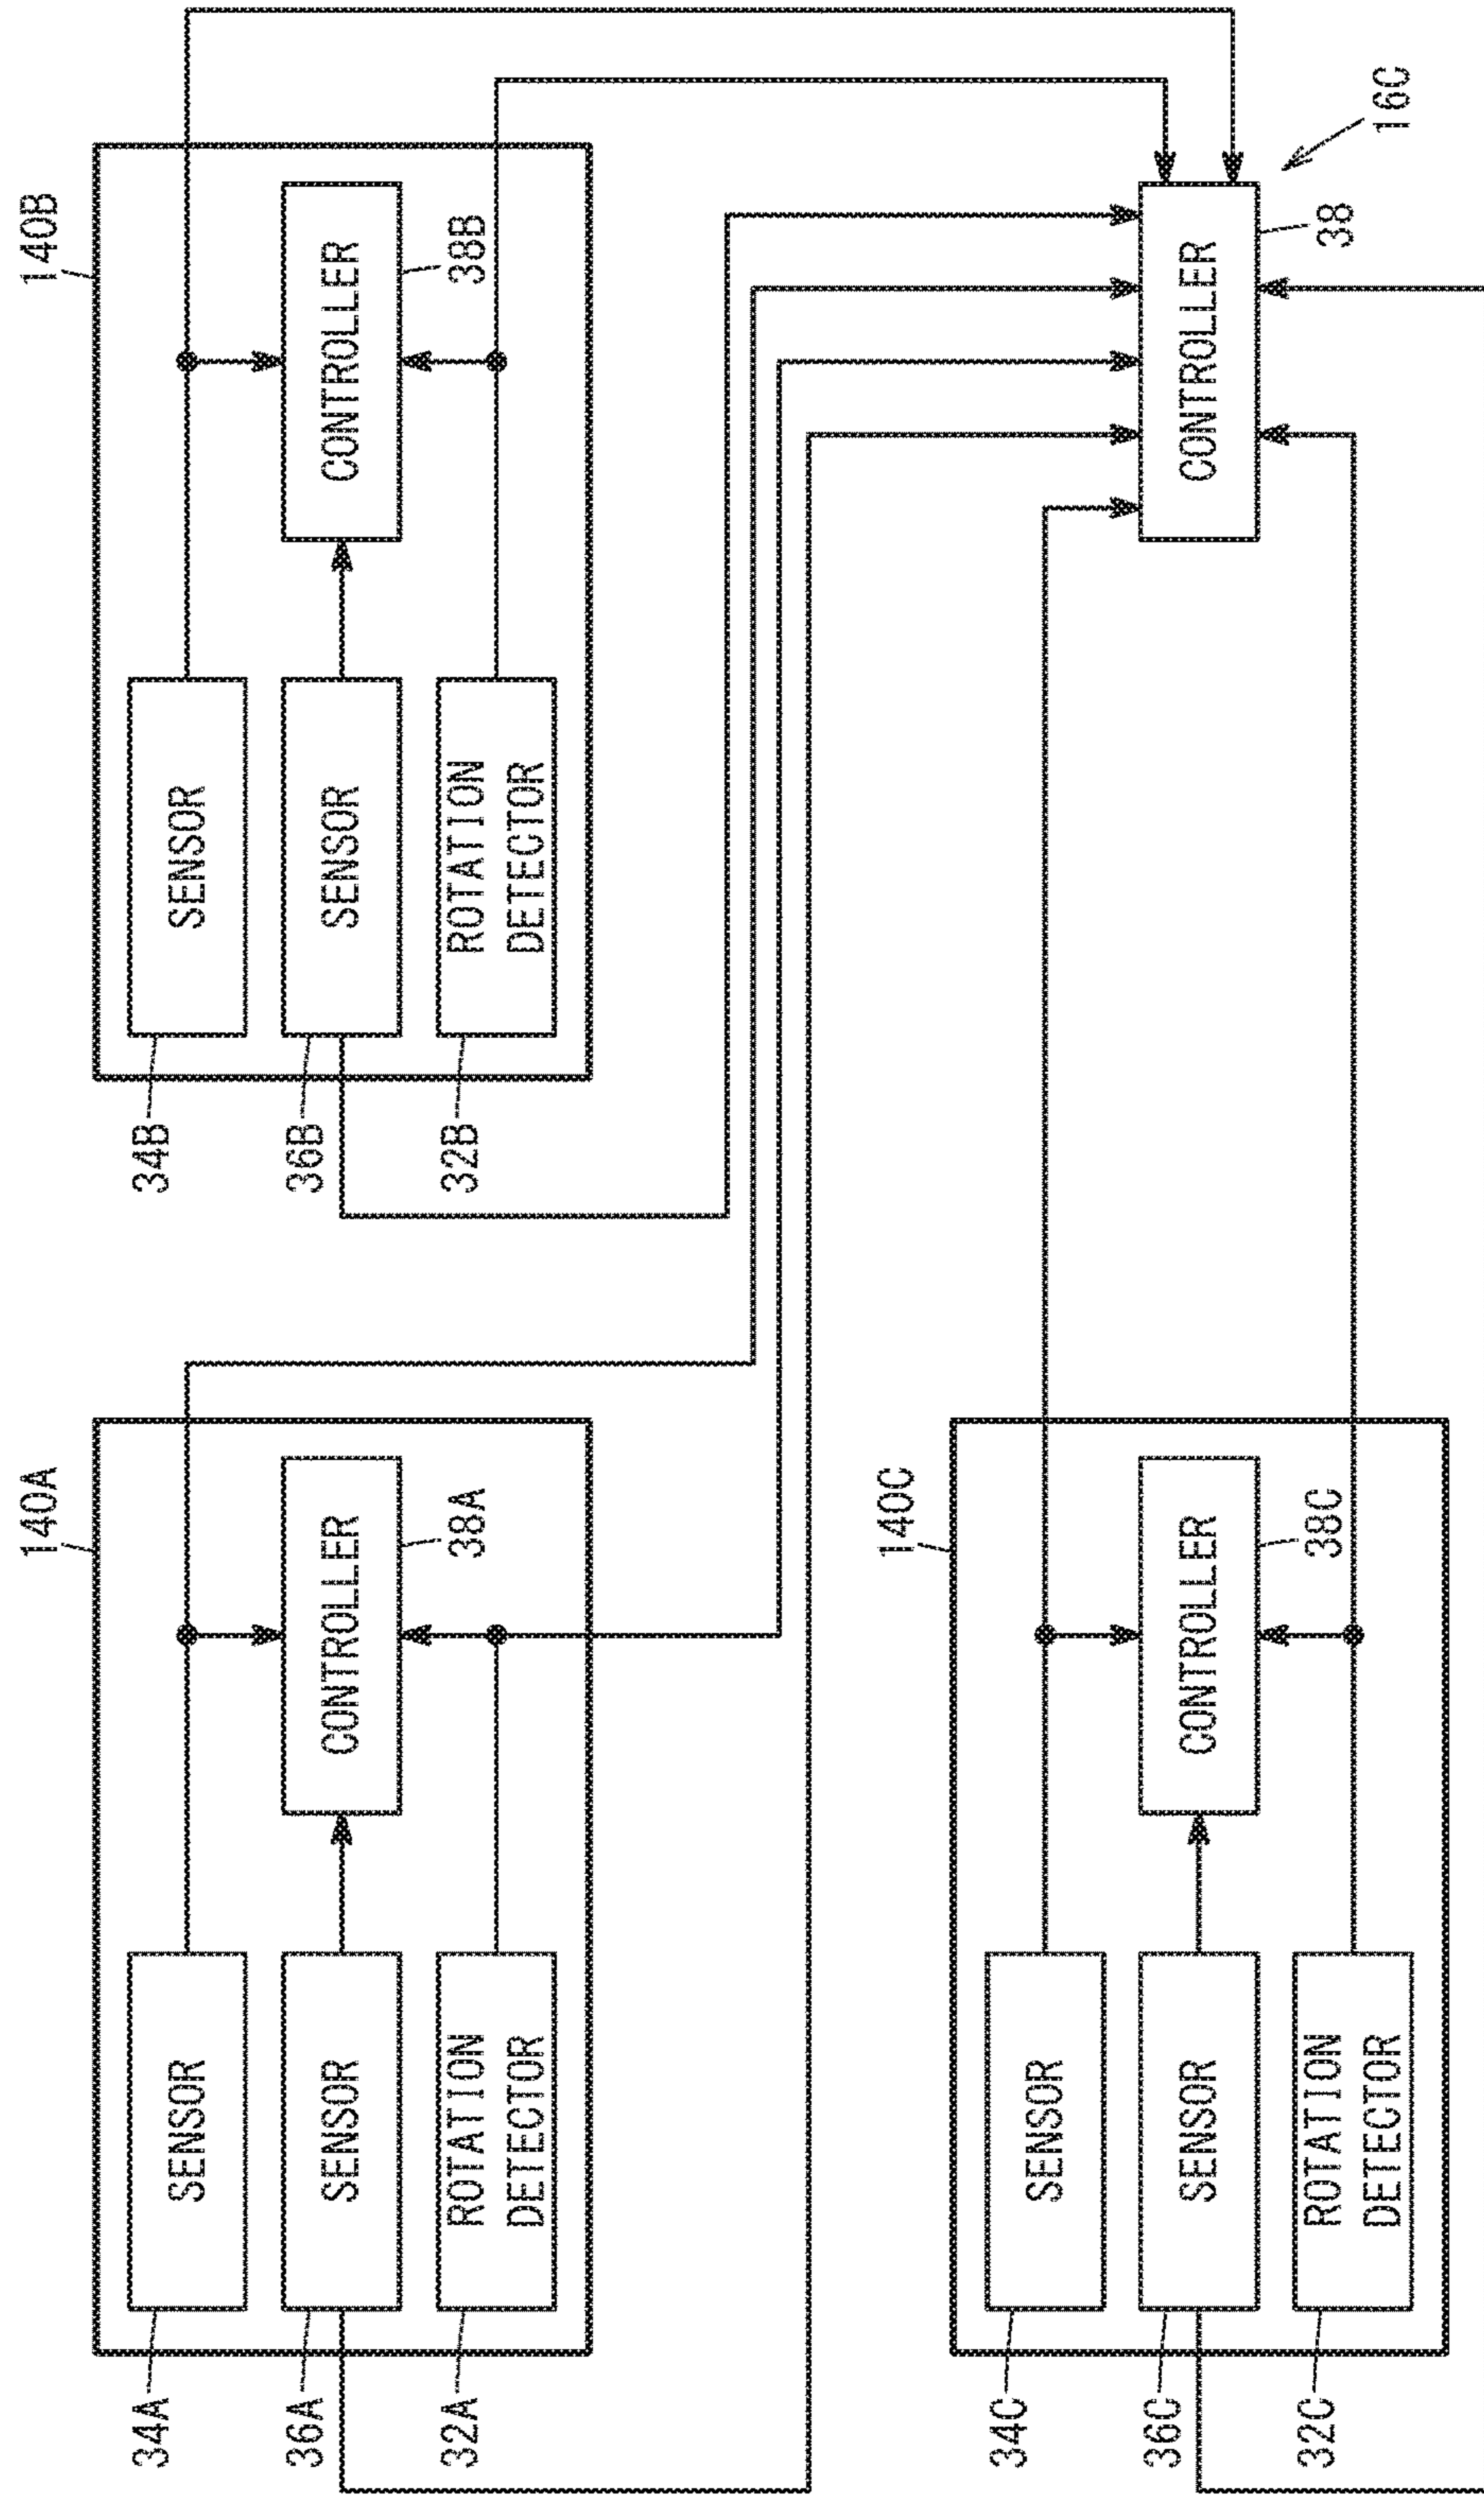 140A
34A
SENSOR
36A
SENSOR
CONTROLLER
38A
32A
ROTATION
DETECTOR
140B
34B
SENSOR
36B
SENSOR
CONTROLLER
38B
32B
ROTATION
DETECTOR
140C
34C
SENSOR
36C
SENSOR
CONTROLLER
38C
32C
ROTATION
DETECTOR
CONTROLLER
38
16C